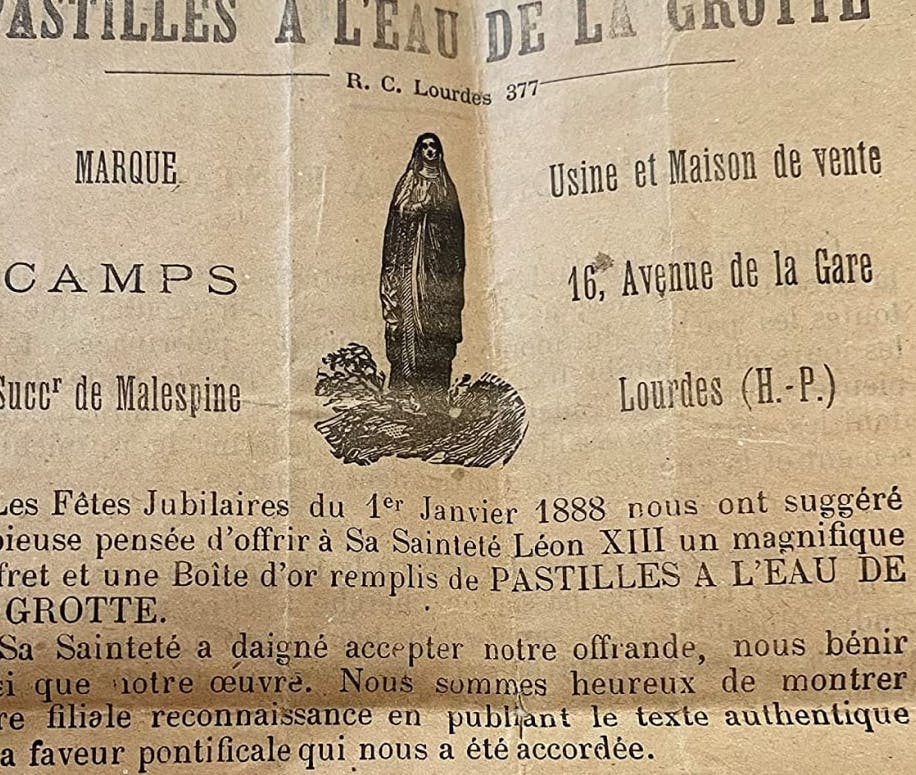 PASTILLES A L'EAU DE LA GROTTE
R. C. Lourdes 377
MARQUE
CAMPS
Succr de Malespine
Usine et Maison de vente
16, Avenue de la Gare
Lourdes (H.-P.)
Les Fêtes Jubilaires du 1er Janvier 1888 nous ont suggéré
pieuse pensée d'offrir à Sa Sainteté Léon XIII un magnifique
fret et une Boîte d'or remplis de PASTILLES A L'EAU DE
GROTTE.
Sa Sainteté a daigné accepter notre offrande, nous bénir
si que notre œuvre. Nous sommes heureux de montrer
re filiale reconnaissance en publiant le texte authentique
a faveur pontificale qui nous a été accordée.